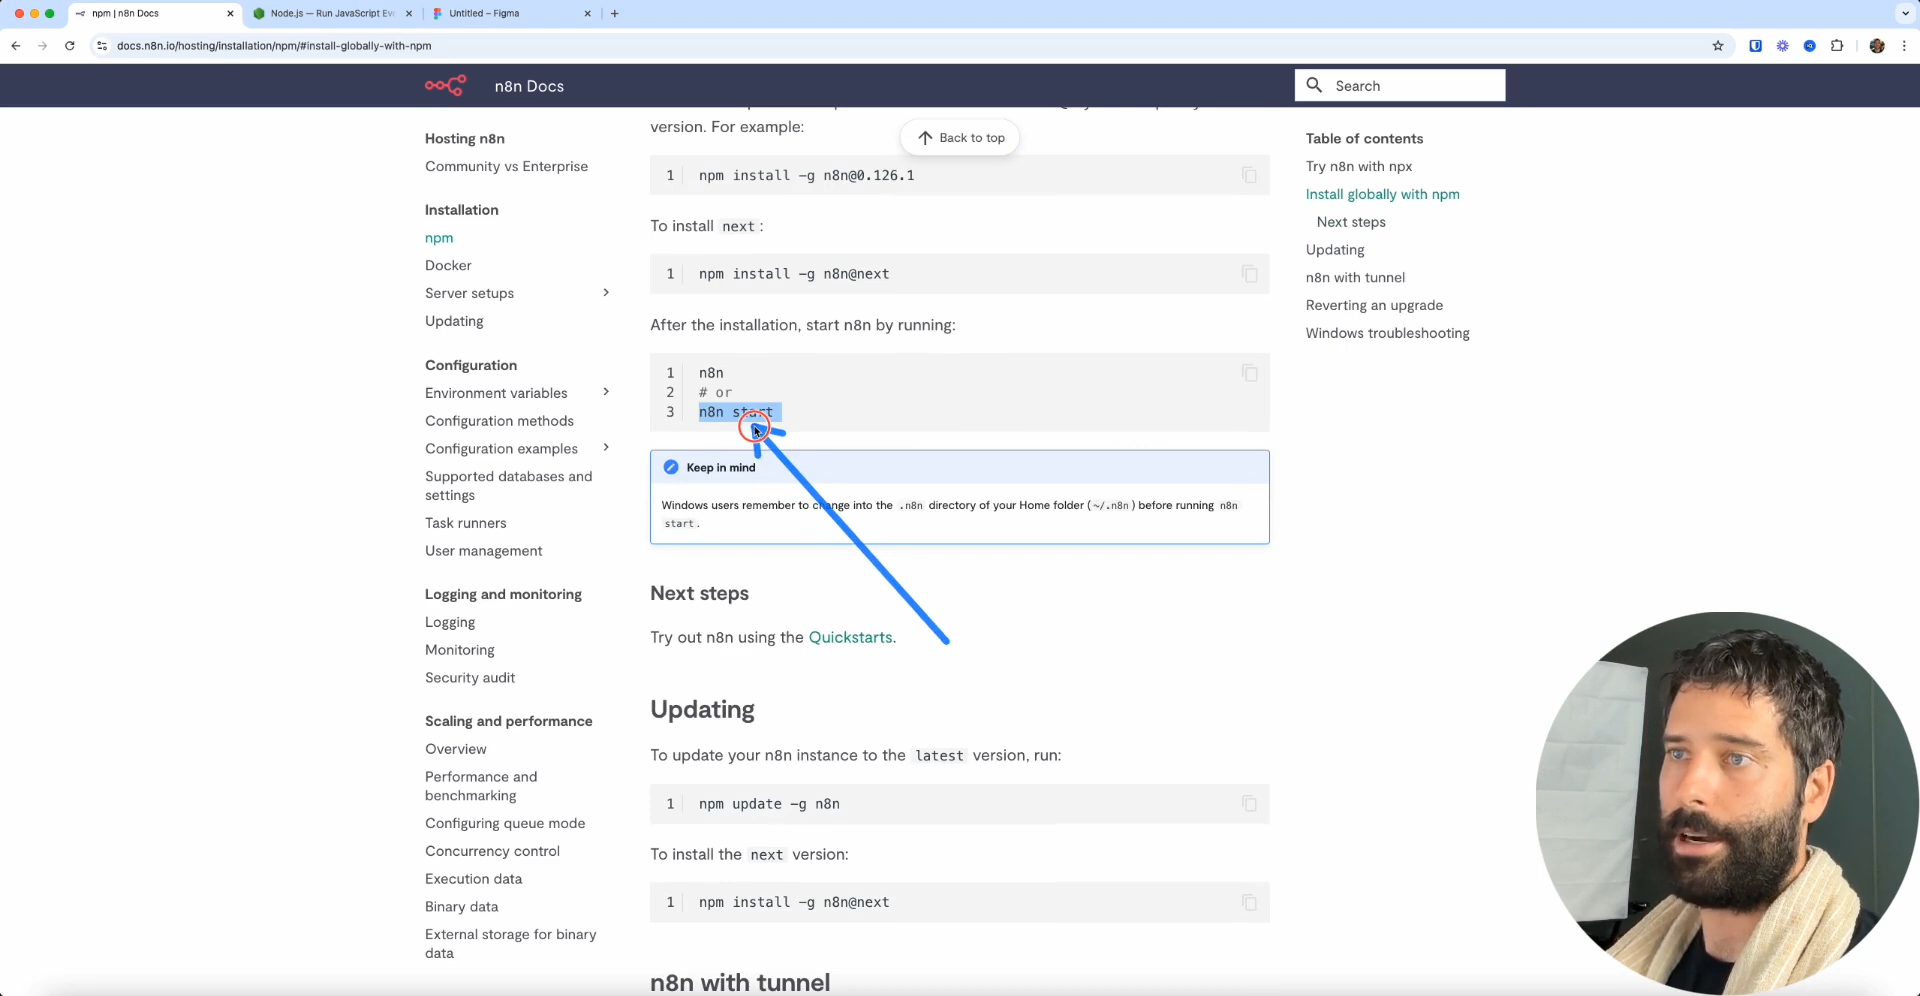 npm | n8n Docs
Node.js — Run JavaScript Ev
Untitled – Figma
docs.n8n.io/hosting/installation/npm/#install-globally-with-npm
n8n Docs
Search
Hosting n8n
Community vs Enterprise
Installation
npm
Docker
Server setups
Updating
Configuration
Environment variables
Configuration methods
Configuration examples
Supported databases and
settings
Task runners
User management
Logging and monitoring
Logging
Monitoring
Security audit
Scaling and performance
Overview
Performance and
benchmarking
Configuring queue mode
Concurrency control
Execution data
Binary data
External storage for binary
data
version. For example:
Back to top
1 npm install -g n8n@0.126.1
To install next :
1 npm install -g n8n@next
After the installation, start n8n by running:
1 n8n
2 # or
3 n8n start
Keep in mind
Windows users remember to change into the .n8n directory of your Home folder (~/.n8n) before running n8n
start.
Next steps
Try out n8n using the Quickstarts.
Updating
To update your n8n instance to the latest version, run:
1 npm update -g n8n
To install the next version:
1 npm install -g n8n@next
n8n with tunnel
Table of contents
Try n8n with npx
Install globally with npm
Next steps
Updating
n8n with tunnel
Reverting an upgrade
Windows troubleshooting